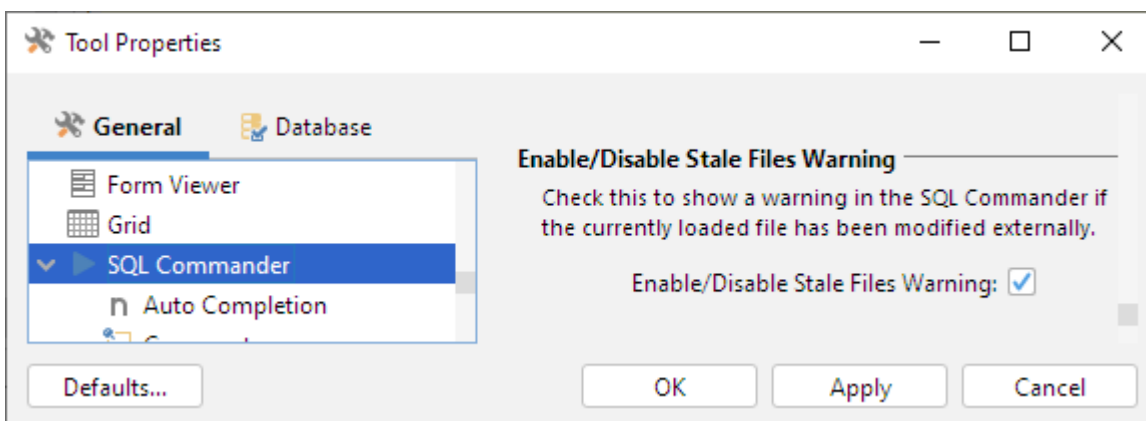 Tool Properties
General
Database
Form Viewer
Grid
SQL Commander
Auto Completion
Enable/Disable Stale Files Warning
Check this to show a warning in the SQL Commander if
the currently loaded file has been modified externally.
Enable/Disable Stale Files Warning:
Defaults...
OK
Apply
Cancel